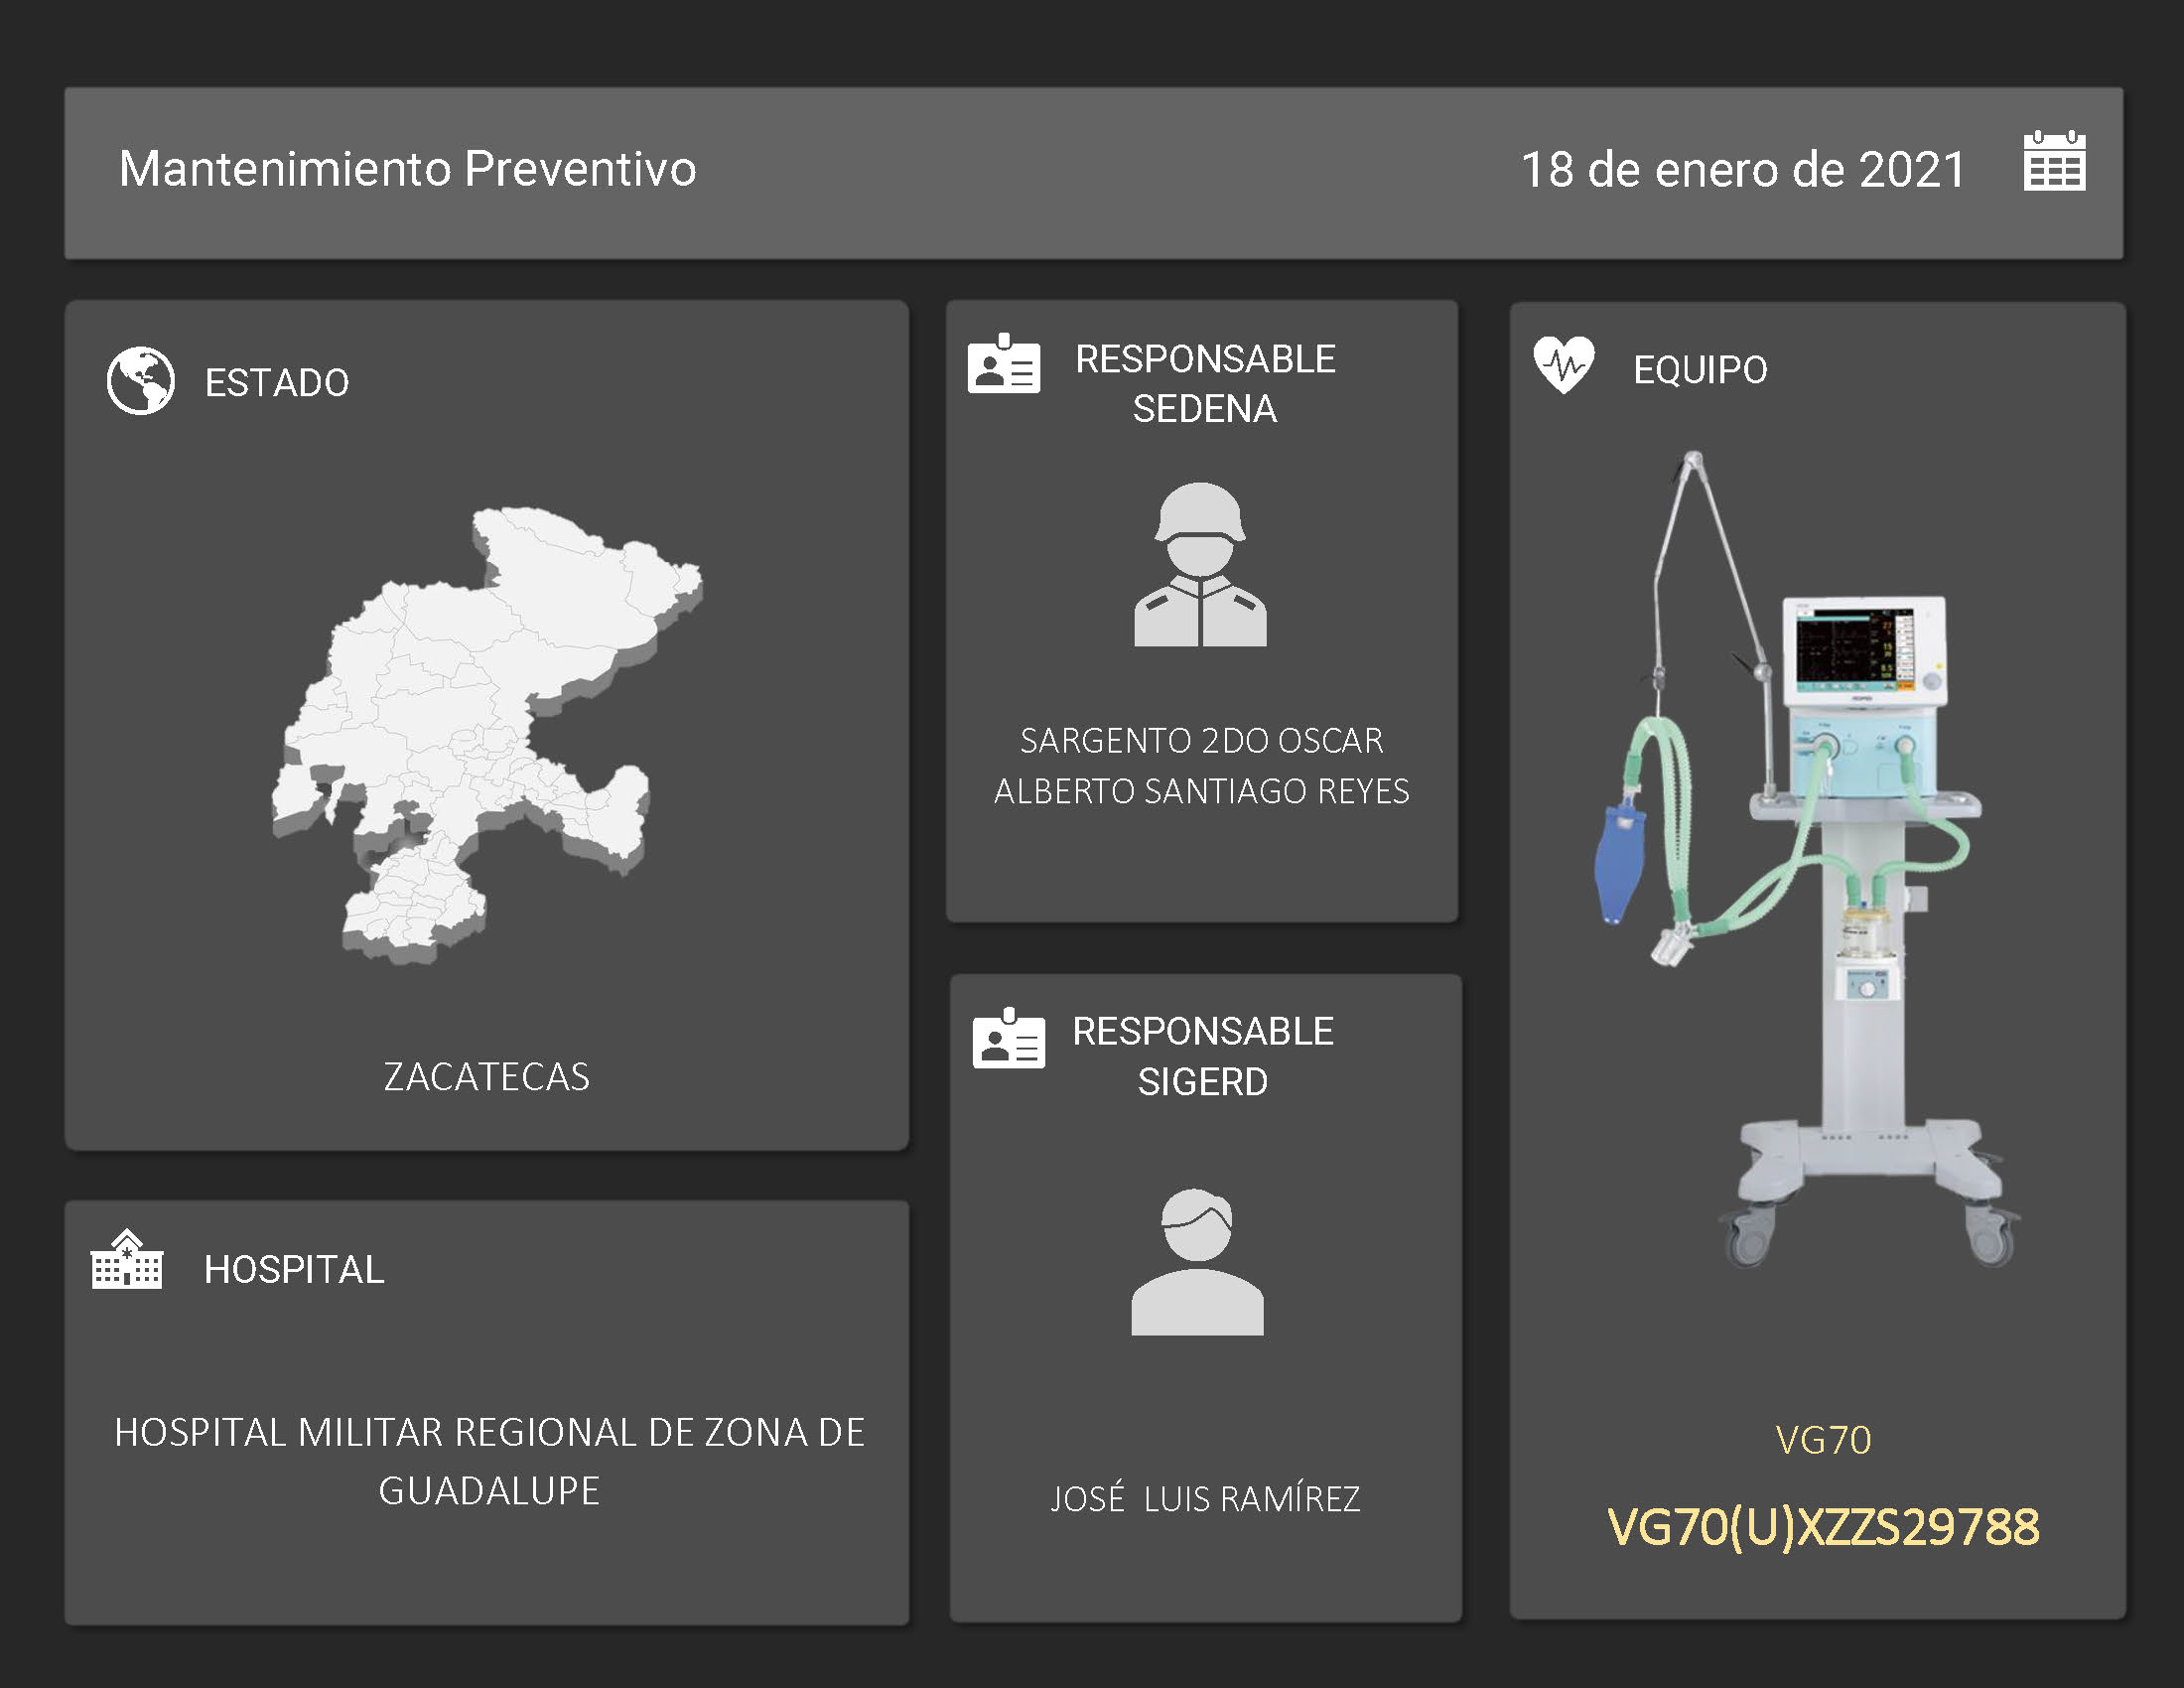 Mantenimiento Preventivo
18 de enero de 2021
ESTADO
ZACATECAS
HOSPITAL
HOSPITAL MILITAR REGIONAL DE ZONA DE
GUADALUPE
RESPONSABLE
SEDENA
SARGENTO 2DO OSCAR
ALBERTO SANTIAGO REYES
RESPONSABLE
SIGERD
JOSÉ LUIS RAMÍREZ
EQUIPO
VG70
VG70(U)XZZS29788